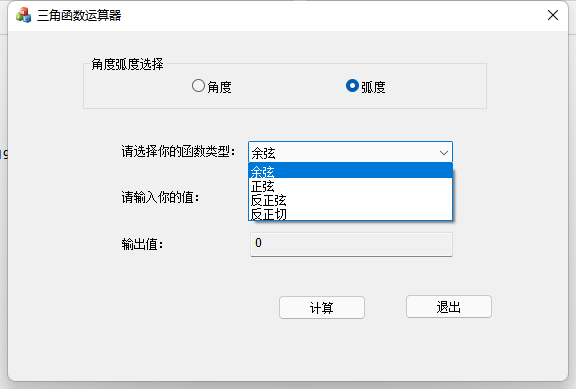 三角函数运算器
角度弧度选择
角度 弧度
19
请选择你的函数类型： 余弦
余弦
正弦
反正弦
反正切
请输入你的值：
输出值： 0
计算 退出